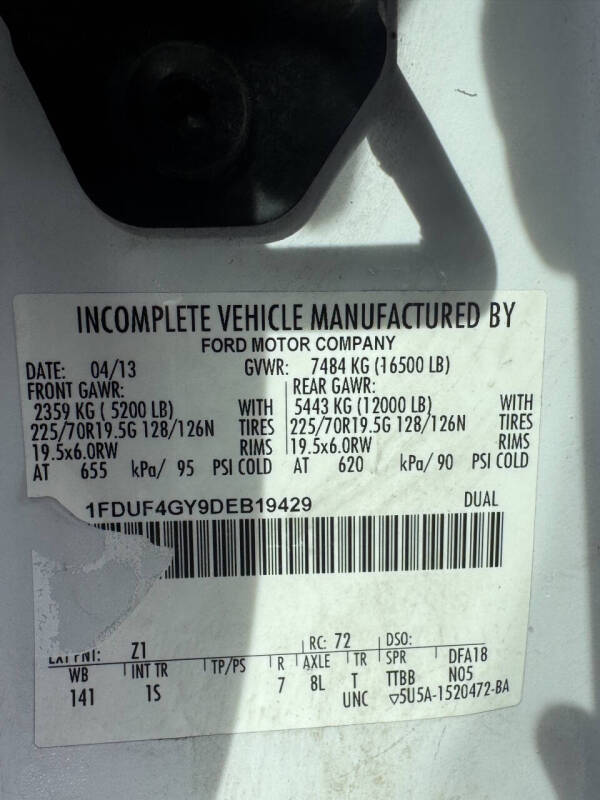 INCOMPLETE VEHICLE MANUFACTURED BY
FORD MOTOR COMPANY
DATE: 04/13 GVWR: 7484 KG (16500 LB)
FRONT GAWR: REAR GAWR:
2359 KG ( 5200 LB) WITH 5443 KG (12000 LB) WITH
225/70R19.5G 128/126N TIRES 225/70R19.5G 128/126N TIRES
19.5x6.0RW RIMS 19.5x6.0RW RIMS
AT 655 kPa/ 95 PSI COLD AT 620 kPa/ 90 PSI COLD
1FDUF4GY9DEB19429 DUAL
EXT PNT: Z1 RC: 72 DSO:
WB INT TR TP/PS R AXLE TR SPR DFA18
141 1S 7 8L T TTBB N05
UNC ▽5U5A-1520472-BA